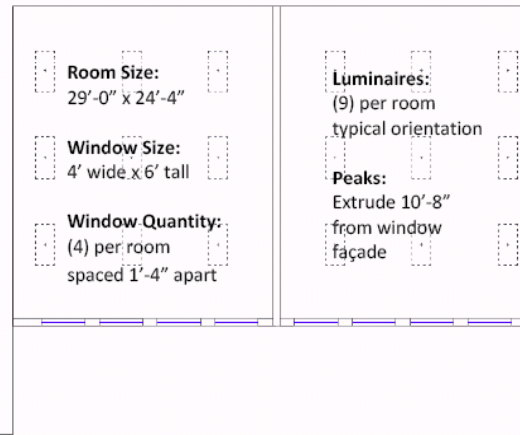 Room Size:
29’-0” x 24’-4”
Window Size:
4’ wide x 6’ tall
Window Quantity:
(4) per room
spaced 1’-4” apart
Luminaires:
(9) per room
typical orientation
Peaks:
Extrude 10’-8”
from window
façade